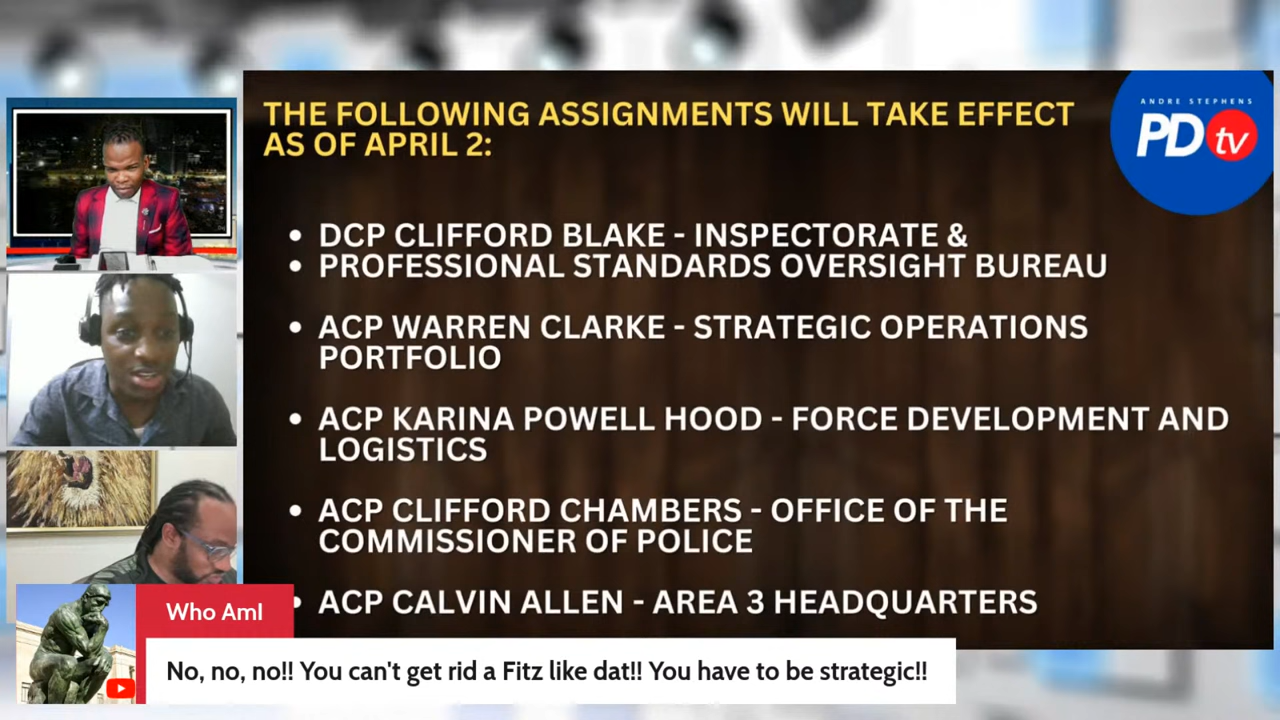 THE FOLLOWING ASSIGNMENTS WILL TAKE EFFECT
AS OF APRIL 2:
ANDRE STEPHENS
PD tv
• DCP CLIFFORD BLAKE - INSPECTORATE &
• PROFESSIONAL STANDARDS OVERSIGHT BUREAU
• ACP WARREN CLARKE - STRATEGIC OPERATIONS
PORTFOLIO
• ACP KARINA POWELL HOOD - FORCE DEVELOPMENT AND
LOGISTICS
• ACP CLIFFORD CHAMBERS - OFFICE OF THE
COMMISSIONER OF POLICE
• ACP CALVIN ALLEN - AREA 3 HEADQUARTERS
Who AmI
No, no, no!! You can't get rid a Fitz like dat!! You have to be strategic!!